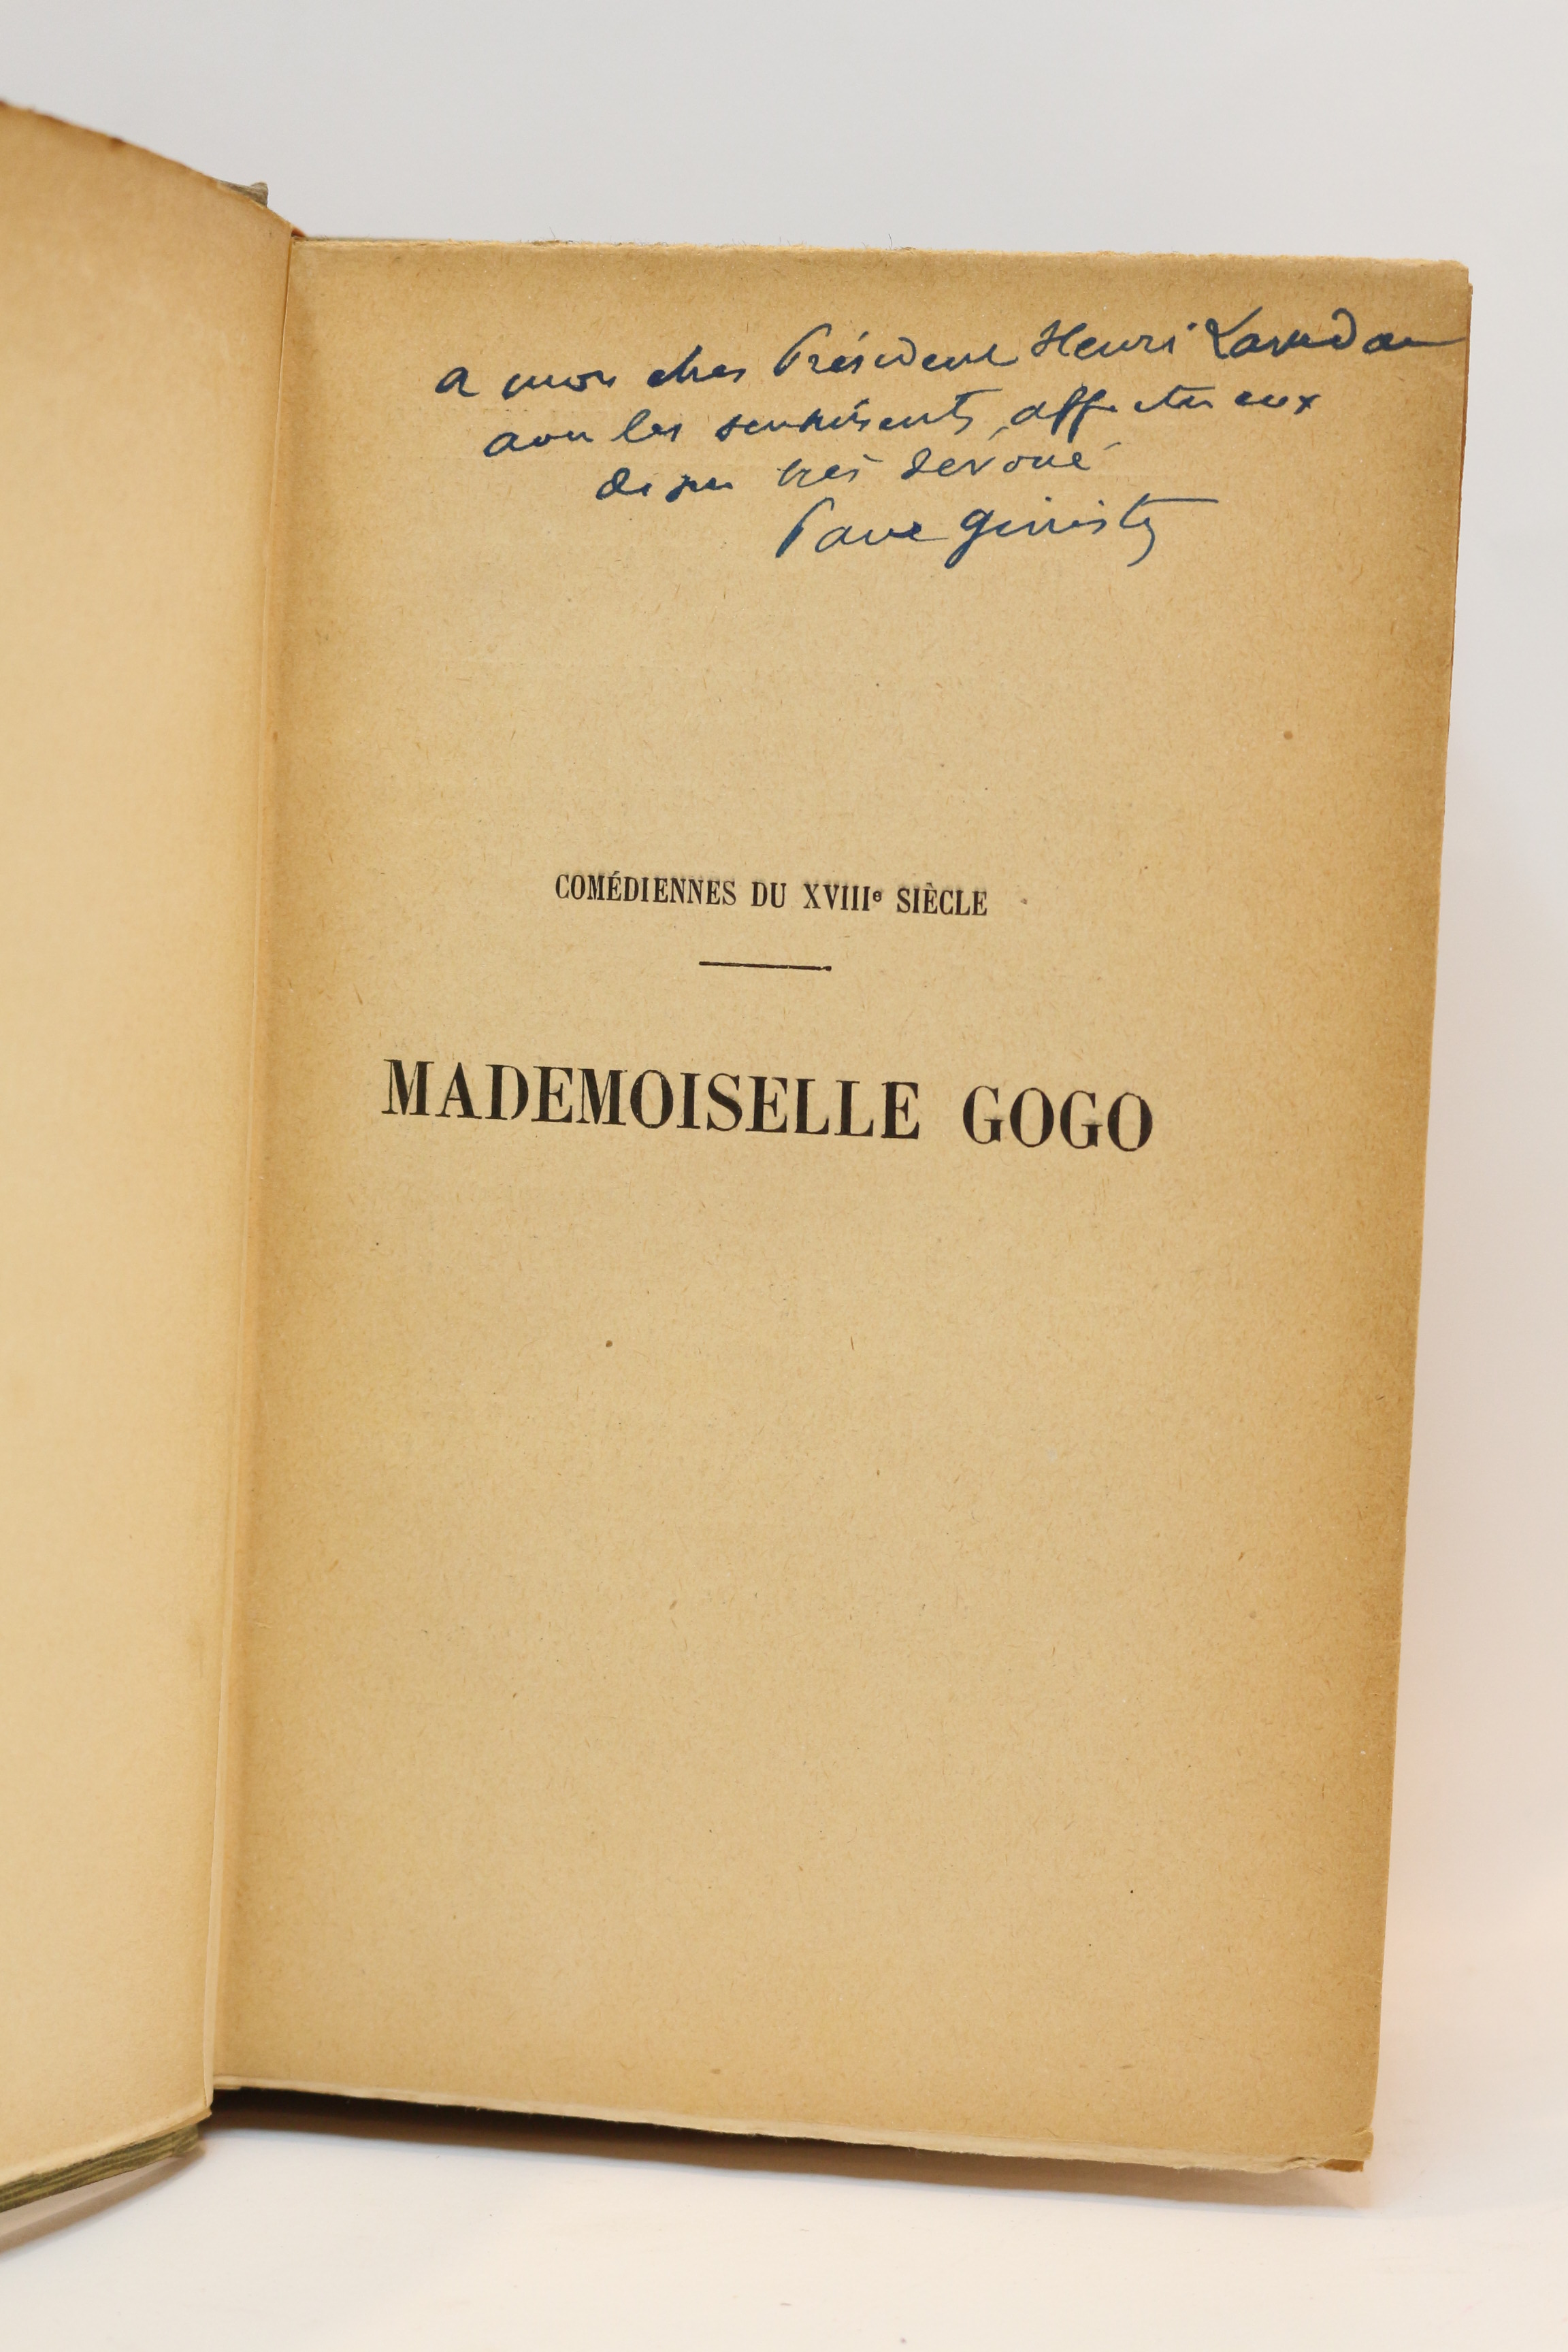 a mon cher Président Henri Lavedan
avec les sentiments affectueux
de son très dévoué
Paul Ginisty
COMÉDIENNES DU XVIIIe SIÈCLE
MADEMOISELLE GOGO